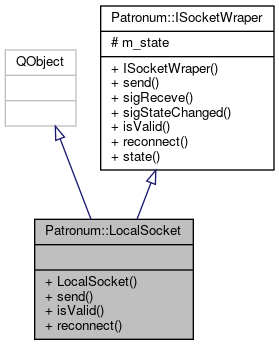 Patronum::ISocketWraper
# m_state
+ ISocketWraper()
+ send()
+ sigReceve()
+ sigStateChanged()
+ isValid()
+ reconnect()
+ state()
QObject
Patronum::LocalSocket
+ LocalSocket()
+ send()
+ isValid()
+ reconnect()